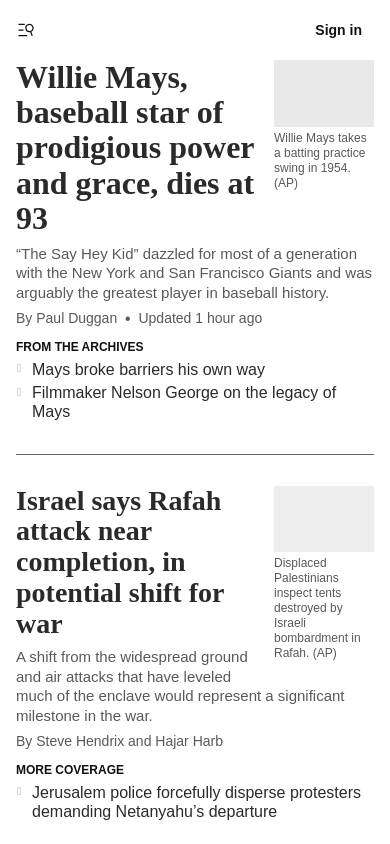 Sign in
Willie Mays,
baseball star of
prodigious power
and grace, dies at
93
Willie Mays takes
a batting practice
swing in 1954.
(AP)
“The Say Hey Kid” dazzled for most of a generation
with the New York and San Francisco Giants and was
arguably the greatest player in baseball history.
By Paul Duggan • Updated 1 hour ago
FROM THE ARCHIVES
Mays broke barriers his own way
Filmmaker Nelson George on the legacy of
Mays
Israel says Rafah
attack near
completion, in
potential shift for
war
Displaced
Palestinians
inspect tents
destroyed by
Israeli
bombardment in
Rafah. (AP)
A shift from the widespread ground
and air attacks that have leveled
much of the enclave would represent a significant
milestone in the war.
By Steve Hendrix and Hajar Harb
MORE COVERAGE
Jerusalem police forcefully disperse protesters
demanding Netanyahu’s departure